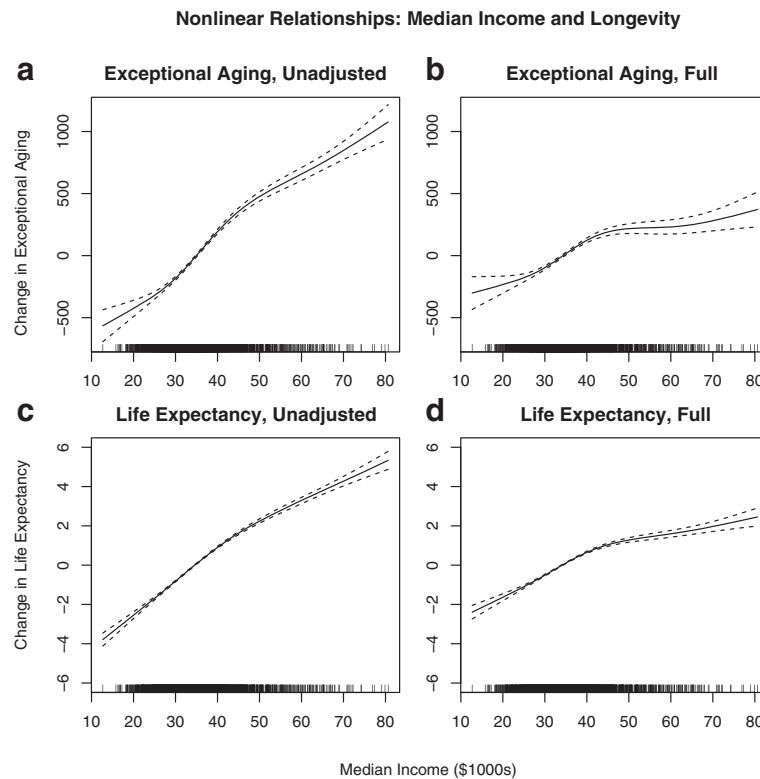 Nonlinear Relationships: Median Income and Longevity
a Exceptional Aging, Unadjusted
b Exceptional Aging, Full
Change in Exceptional Aging
1000
500
0
−500
10 20 30 40 50 60 70 80
10 20 30 40 50 60 70 80
c Life Expectancy, Unadjusted
d Life Expectancy, Full
Change in Life Expectancy
6
4
2
0
−2
−4
−6
10 20 30 40 50 60 70 80
1000
500
0
−500
6
4
2
0
−2
−4
−6
10 20 30 40 50 60 70 80
Median Income ($1000s)